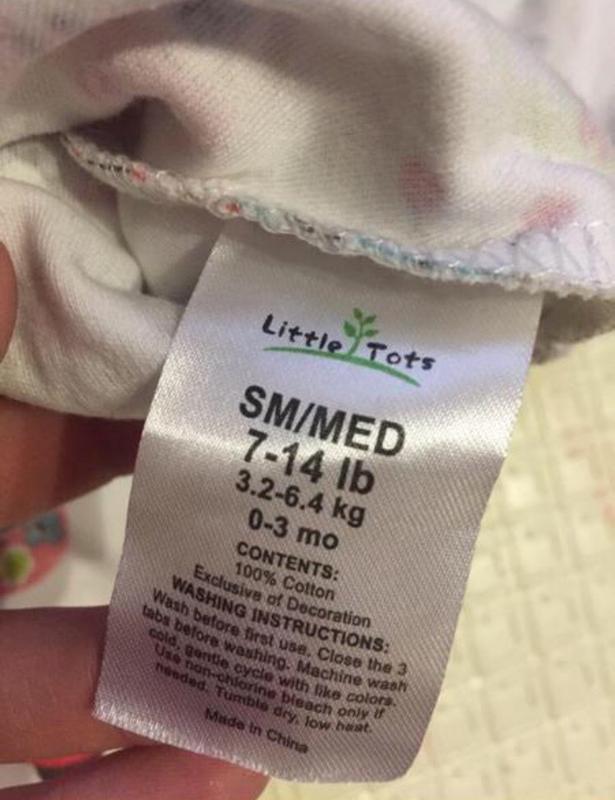 Little Tots
SM/MED
7-14 lb
3.2-6.4 kg
0-3 mo
CONTENTS:
100% Cotton
Exclusive of Decoration
WASHING INSTRUCTIONS:
Wash before first use. Close the 3
tabs before washing. Machine wash
cold, gentle cycle with like colors.
Use non-chlorine bleach only if
needed. Tumble dry, low heat.
Made in China